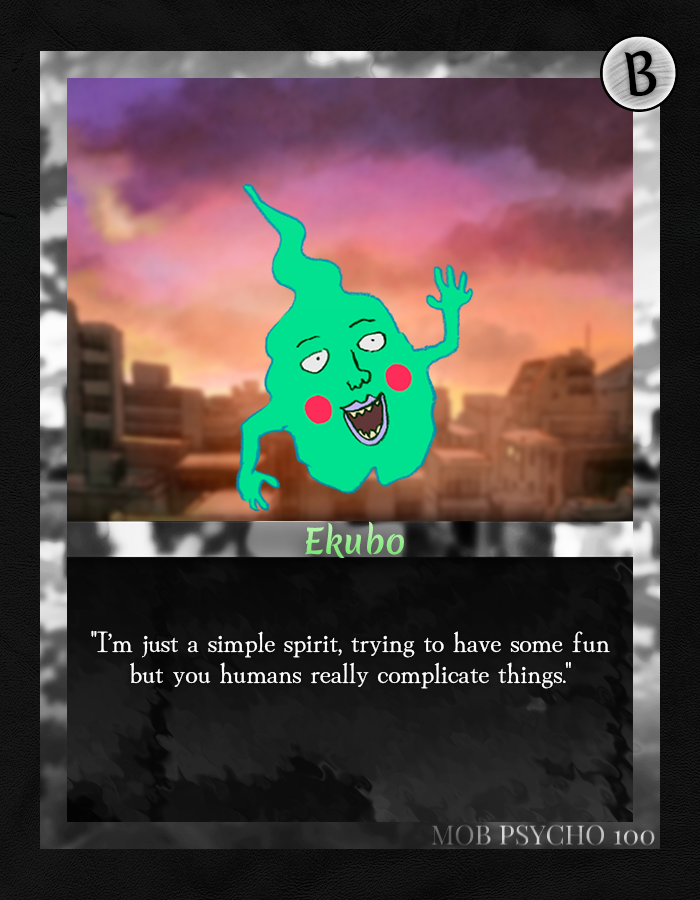 B
Ekubo
"I'm just a simple spirit, trying to have some fun
but you humans really complicate things."
MOB PSYCHO 100